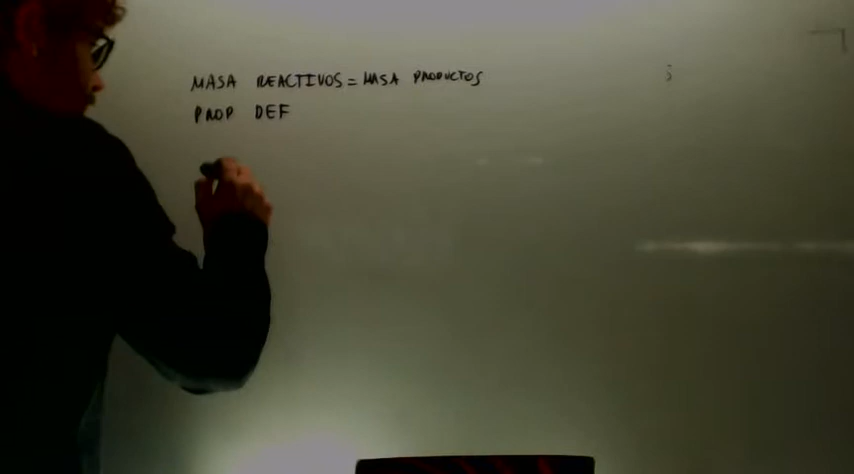 MASA REACTIVOS = MASA PRODUCTOS
PROP DEF